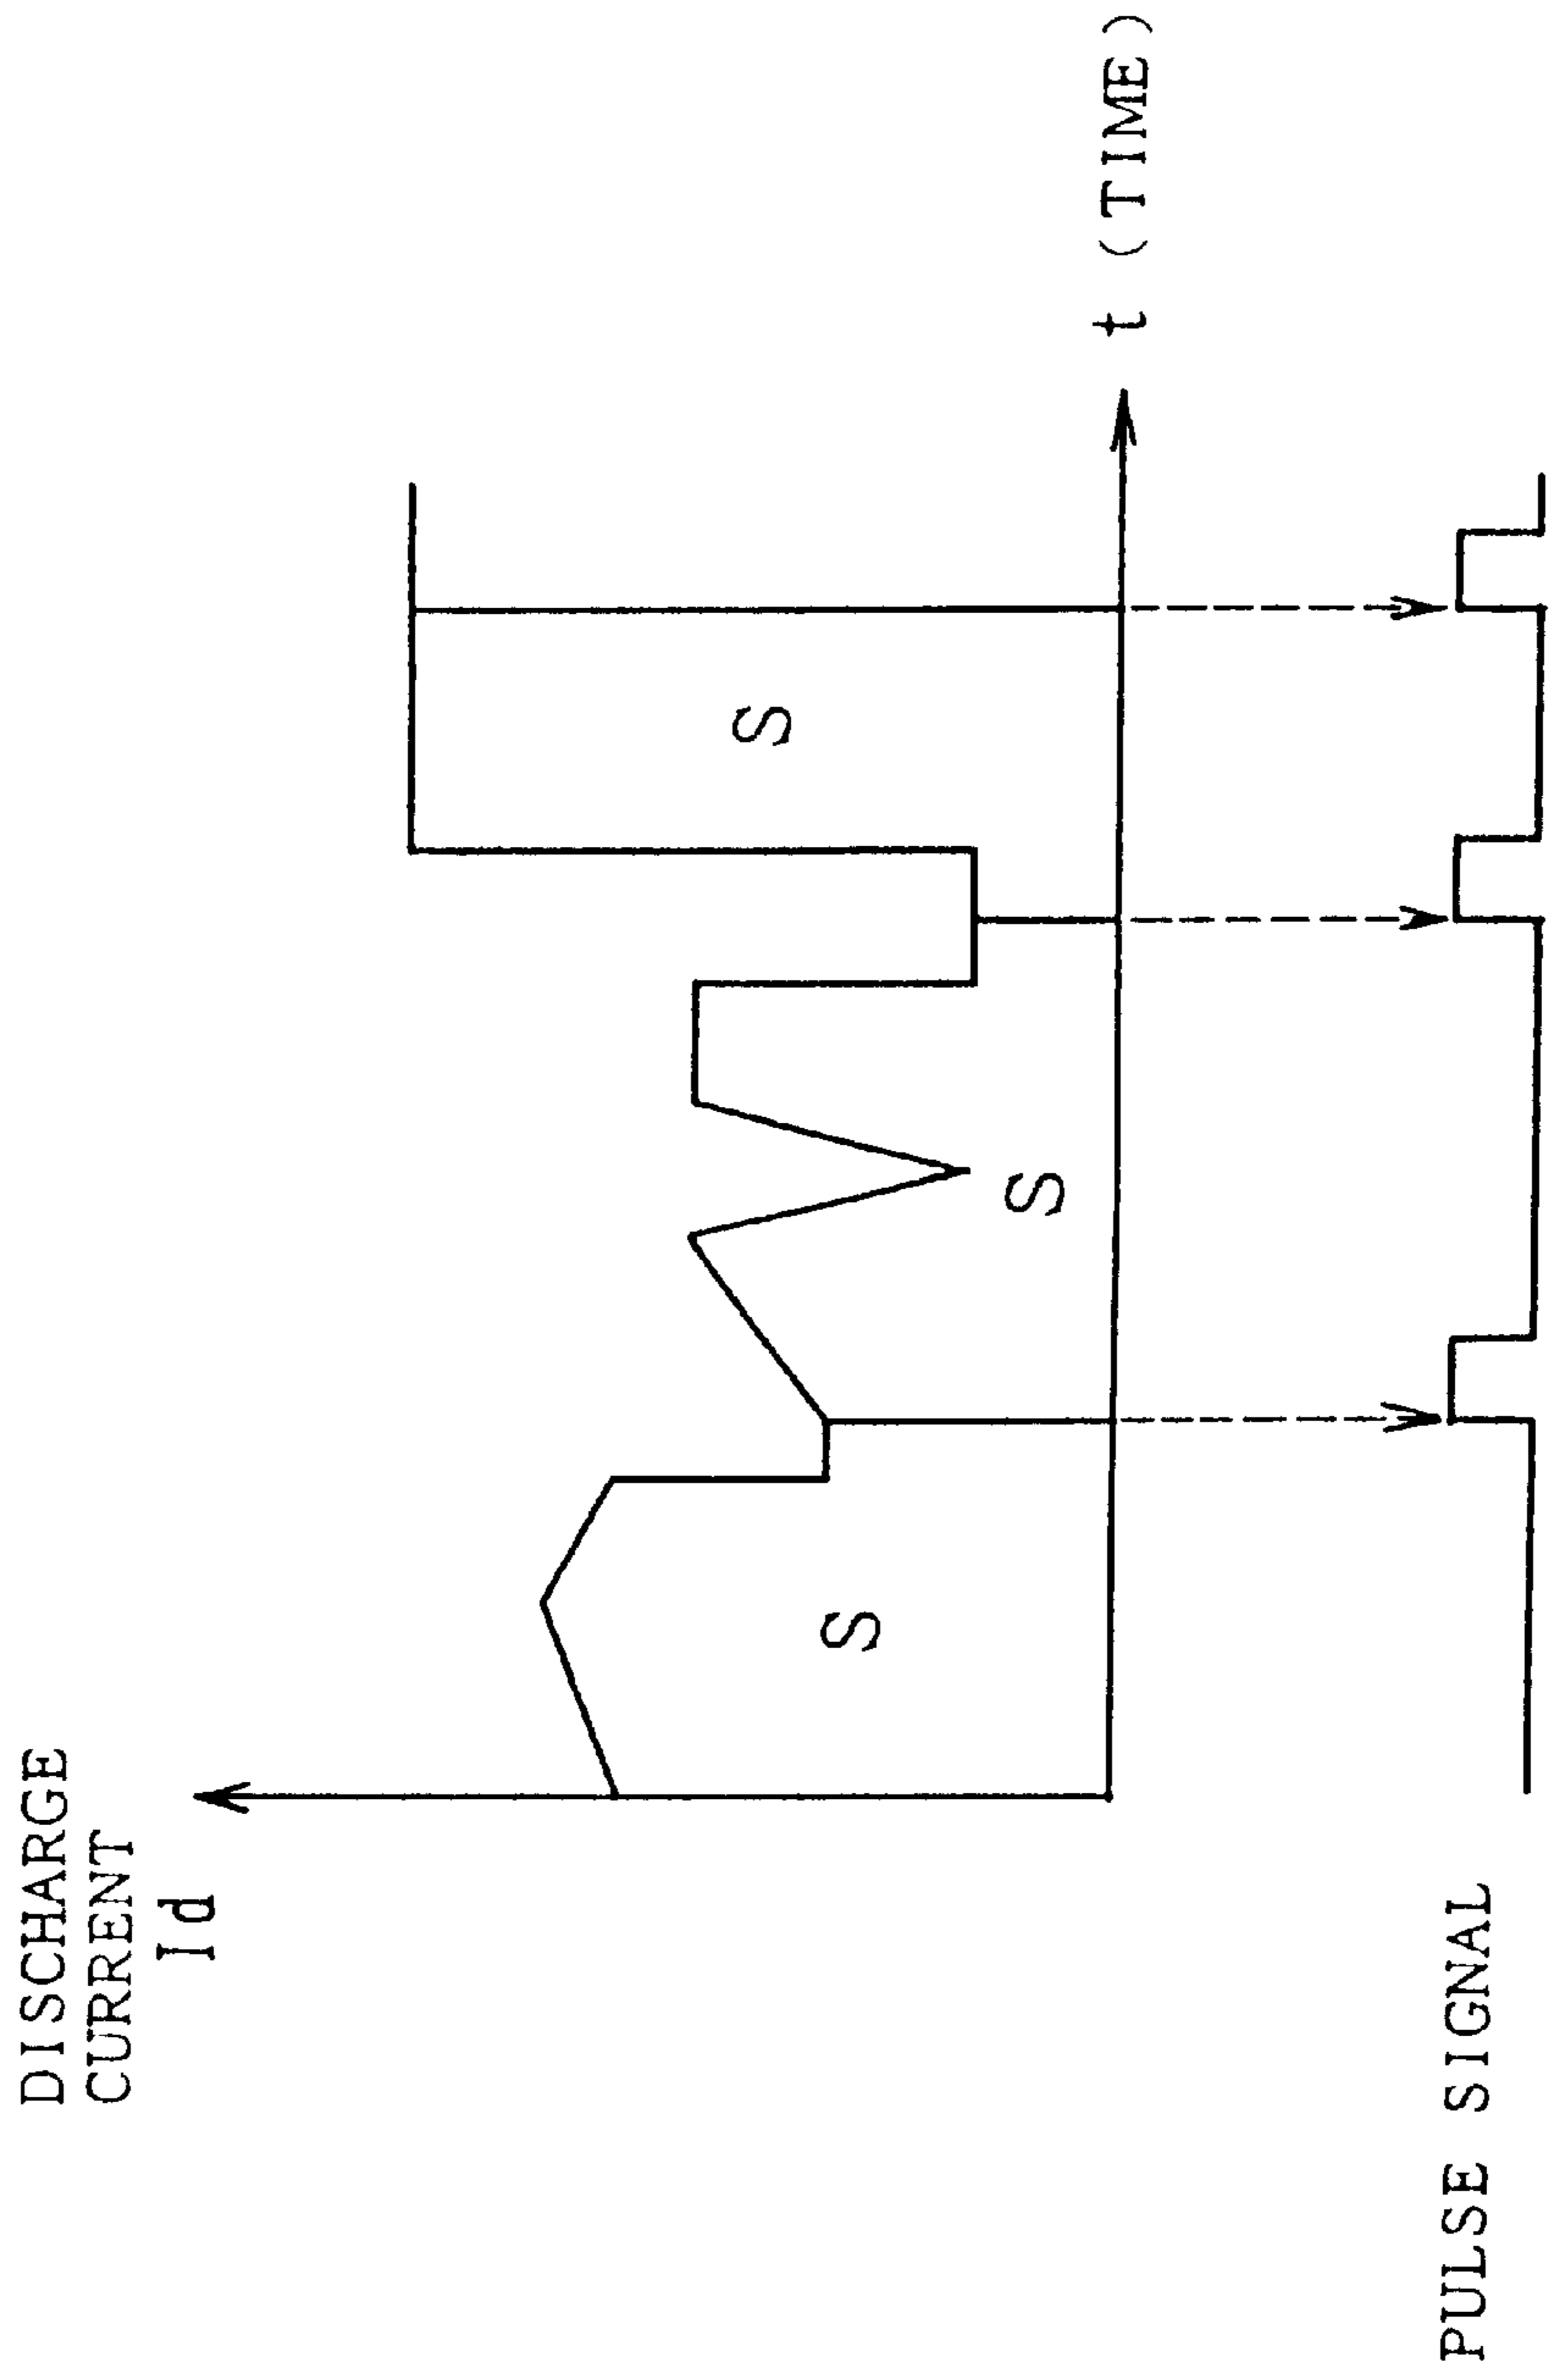 DISCHARGE
CURRENT
Id
S
S
S
t (TIME)
PULSE SIGNAL